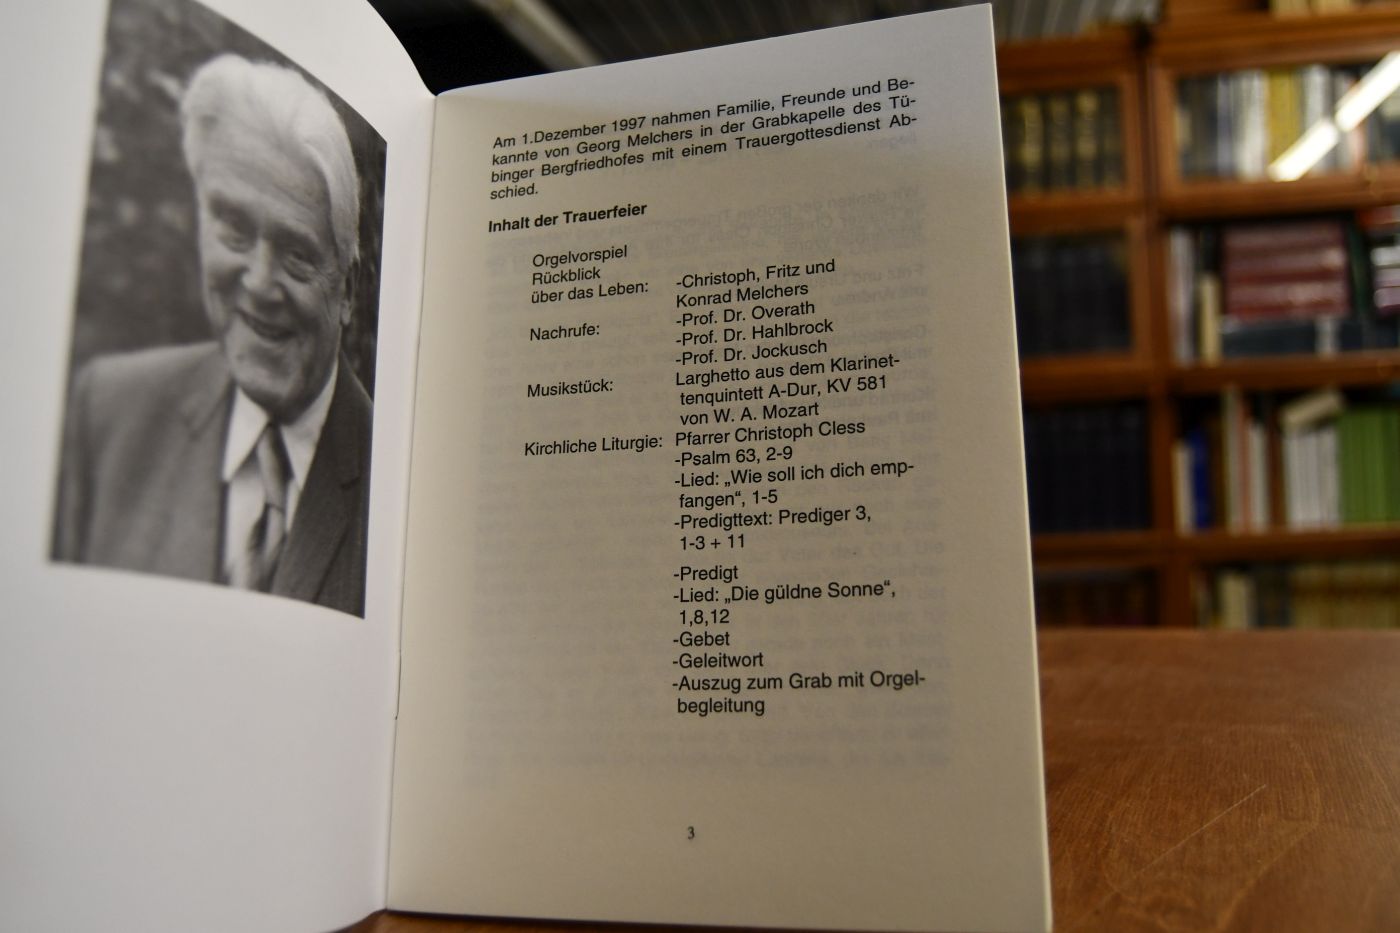 Am 1.Dezember 1997 nahmen Familie, Freunde und Be-
kannte von Georg Melchers in der Grabkapelle des Tü-
binger Bergfriedhofes mit einem Trauergottesdienst Ab-
schied.
Inhalt der Trauerfeier
Orgelvorspiel
Rückblick
über das Leben: -Christoph, Fritz und
Konrad Melchers
Nachrufe: -Prof. Dr. Overath
-Prof. Dr. Hahlbrock
-Prof. Dr. Jockusch
Musikstück: Larghetto aus dem Klarinet-
tenquintett A-Dur, KV 581
von W. A. Mozart
Kirchliche Liturgie: Pfarrer Christoph Cless
-Psalm 63, 2-9
-Lied: „Wie soll ich dich emp-
fangen“, 1-5
-Predigttext: Prediger 3,
1-3 + 11
-Predigt
-Lied: „Die güldne Sonne“,
1,8,12
-Gebet
-Geleitwort
-Auszug zum Grab mit Orgel-
begleitung
3